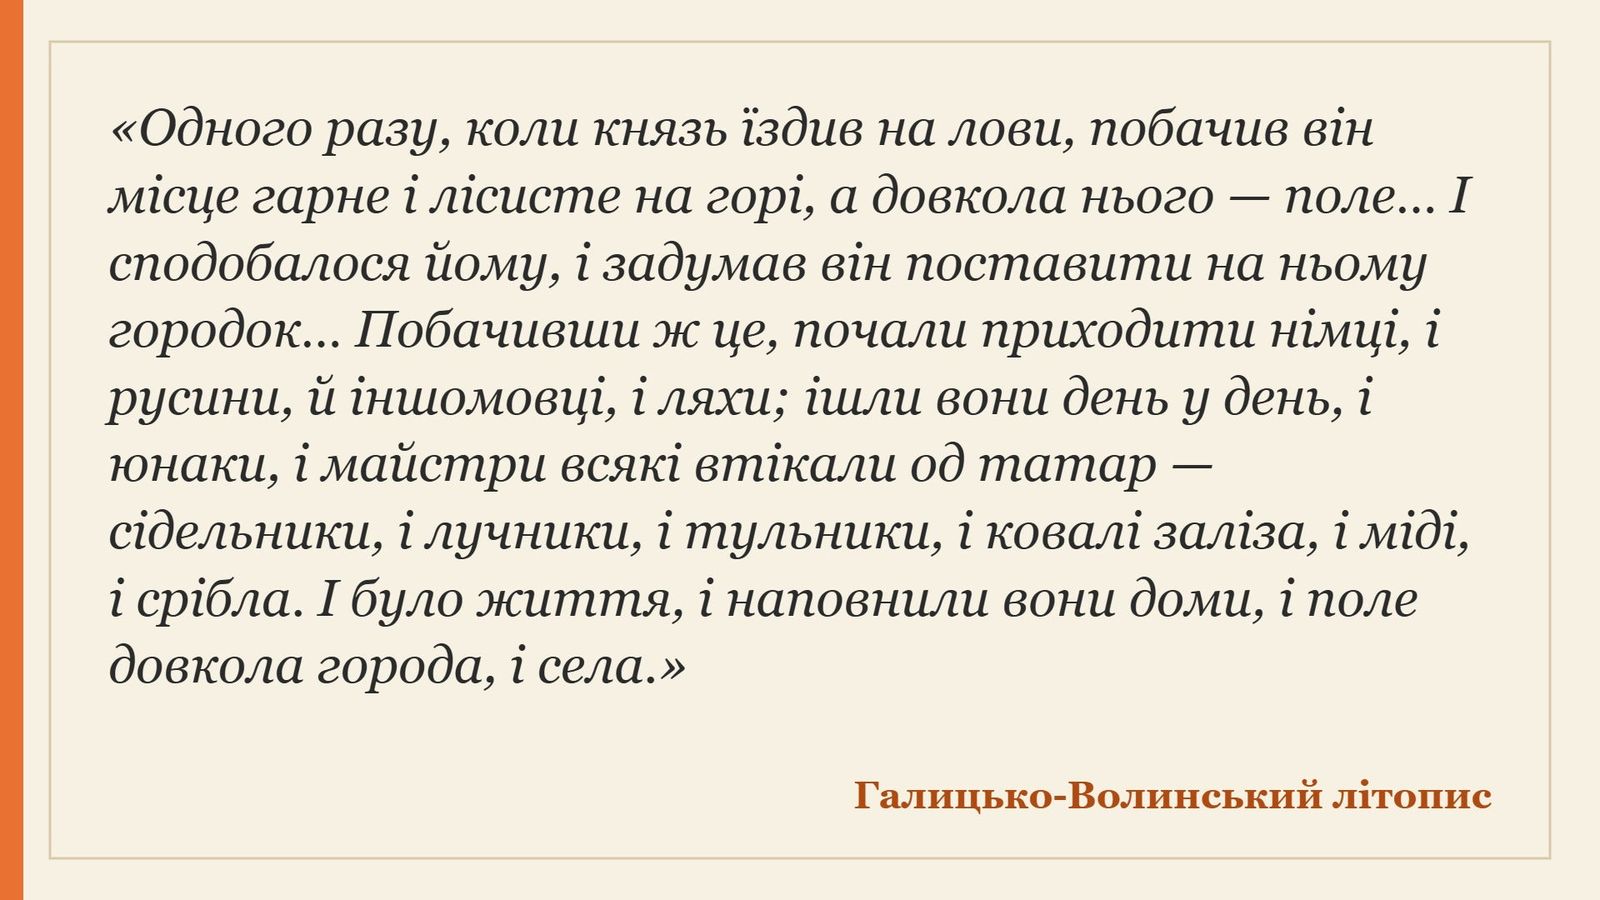 «Одного разу, коли князь їздив на лови, побачив він
місце гарне і лісисте на горі, а довкола нього — поле... І
сподобалося йому, і задумав він поставити на ньому
городок... Побачивши ж це, почали приходити німці, і
русини, й іншомовці, і ляхи; ішли вони день у день, і
юнаки, і майстри всякі втікали од татар —
сідельники, і лучники, і тульники, і ковалі заліза, і міді,
і срібла. І було життя, і наповнили вони доми, і поле
довкола города, і села.»
Галицько-Волинський літопис